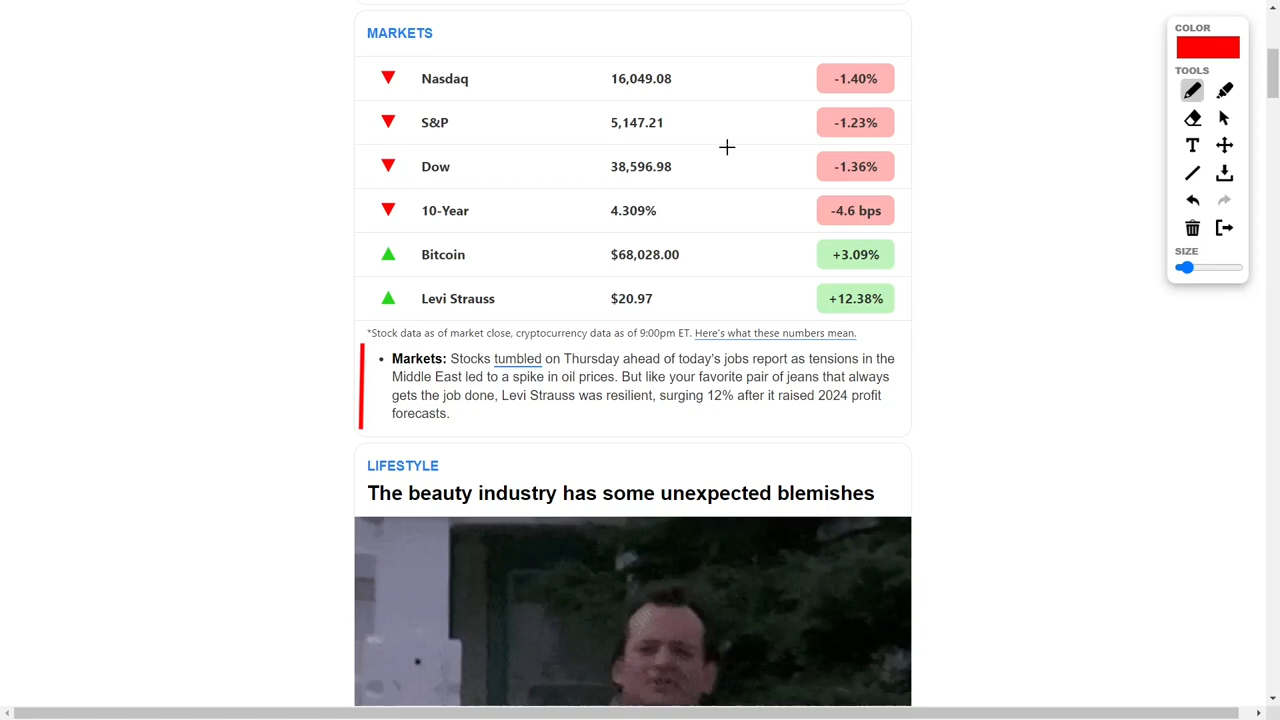 MARKETS
Nasdaq 16,049.08 -1.40%
S&P 5,147.21 -1.23%
Dow 38,596.98 -1.36%
10-Year 4.309% -4.6 bps
Bitcoin $68,028.00 +3.09%
Levi Strauss $20.97 +12.38%
*Stock data as of market close, cryptocurrency data as of 9:00pm ET. Here's what these numbers mean.
• Markets: Stocks tumbled on Thursday ahead of today's jobs report as tensions in the
Middle East led to a spike in oil prices. But like your favorite pair of jeans that always
gets the job done, Levi Strauss was resilient, surging 12% after it raised 2024 profit
forecasts.
LIFESTYLE
The beauty industry has some unexpected blemishes
COLOR
TOOLS
T
SIZE